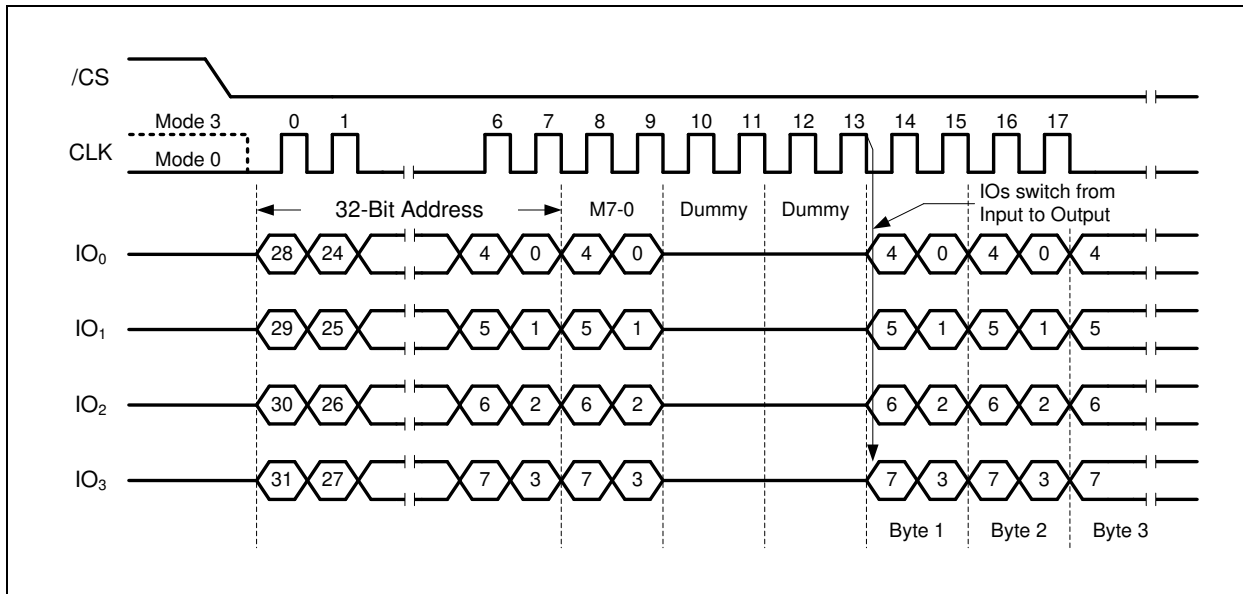 /CS
Mode 3 0 1 6 7 8 9 10 11 12 13 14 15 16 17
CLK
Mode 0
32-Bit Address M7-0 Dummy Dummy IOs switch from
Input to Output
IO0 28 24 4 0 4 0 4 0 4 0 4
IO1 29 25 5 1 5 1 5 1 5 1 5
IO2 30 26 6 2 6 2 6 2 6 2 6
IO3 31 27 7 3 7 3 7 3 7 3 7
Byte 1 Byte 2 Byte 3